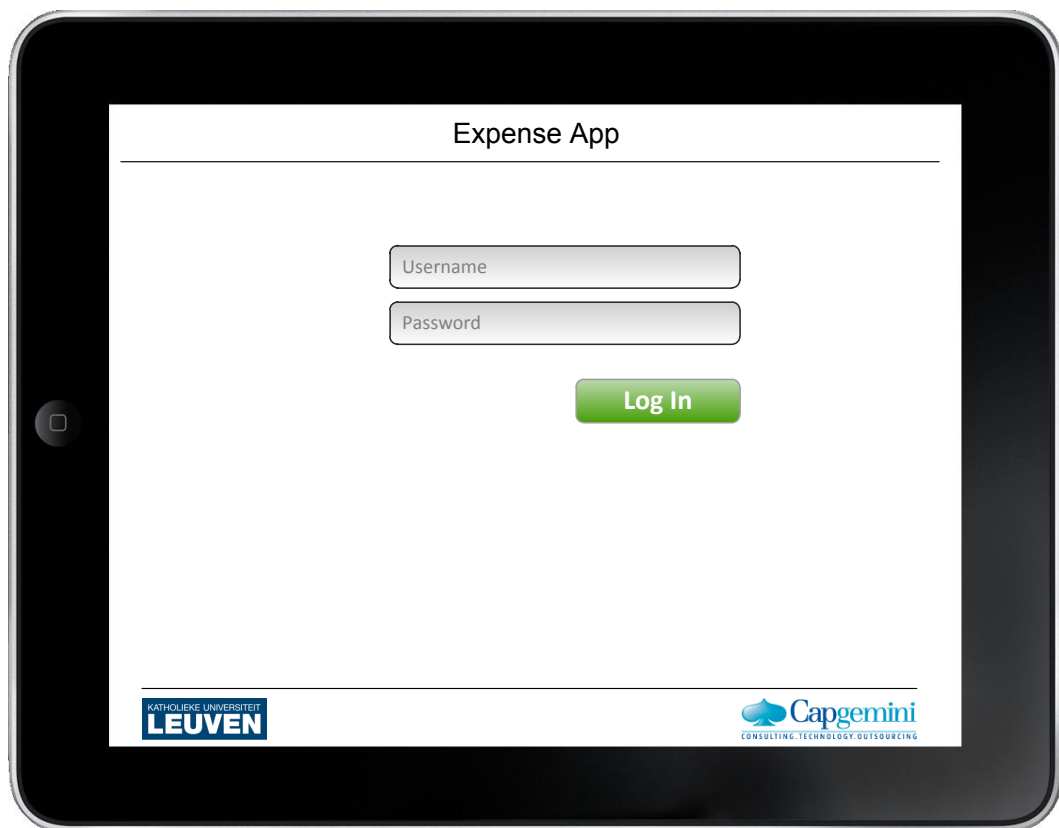 Expense App
Username
Password
Log In
KATHOLIEKE UNIVERSITEIT
LEUVEN
Capgemini
CONSULTING.TECHNOLOGY.OUTSOURCING